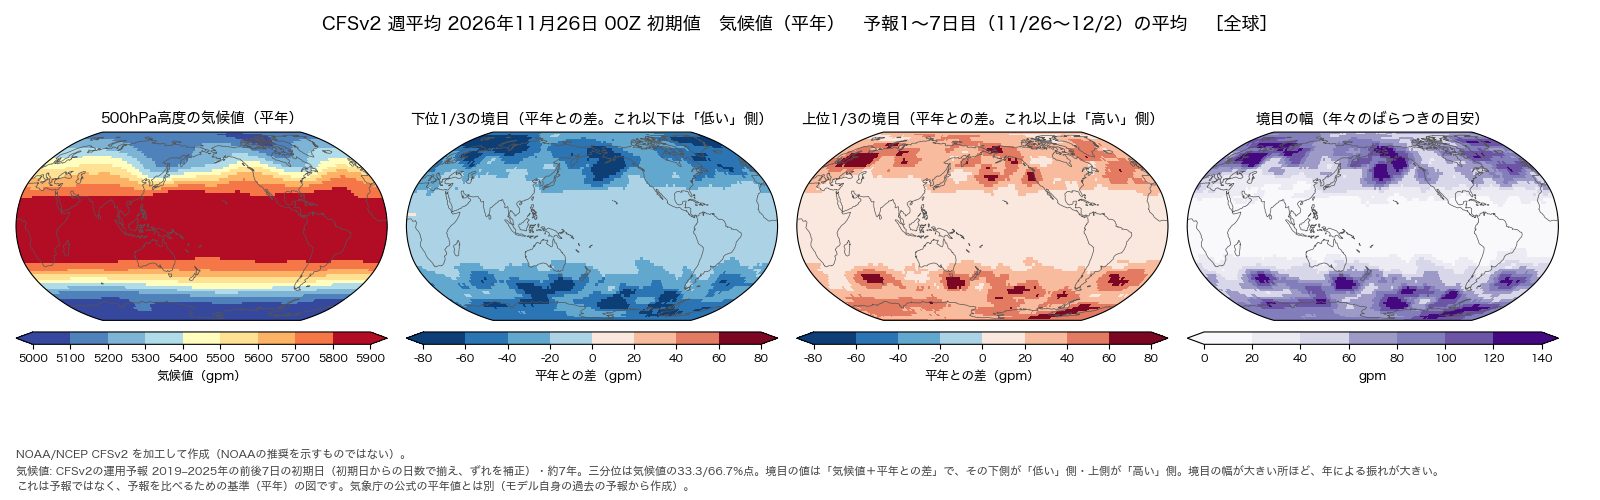 CFSv2 週平均 2026年11月26日 00Z 初期値　気候値（平年）　予報1〜7日目（11/26〜12/2）の平均　［全球］
500hPa高度の気候値（平年）
下位1/3の境目（平年との差。これ以下は「低い」側）
上位1/3の境目（平年との差。これ以上は「高い」側）
境目の幅（年々のばらつきの目安）
5000 5100 5200 5300 5400 5500 5600 5700 5800 5900
気候値（gpm）
-80 -60 -40 -20 0 20 40 60 80
平年との差（gpm）
-80 -60 -40 -20 0 20 40 60 80
平年との差（gpm）
0 20 40 60 80 100 120 140
gpm
NOAA/NCEP CFSv2 を加工して作成（NOAAの推奨を示すものではない）。
気候値: CFSv2の運用予報 2019–2025年の前後7日の初期日（初期日からの日数で揃え、ずれを補正）・約7年。三分位は気候値の33.3/66.7%点。境目の値は「気候値＋平年との差」で、その下側が「低い」側・上側が「高い」側。境目の幅が大きい所ほど、年による振れが大きい。
これは予報ではなく、予報を比べるための基準（平年）の図です。気象庁の公式の平年値とは別（モデル自身の過去の予報から作成）。